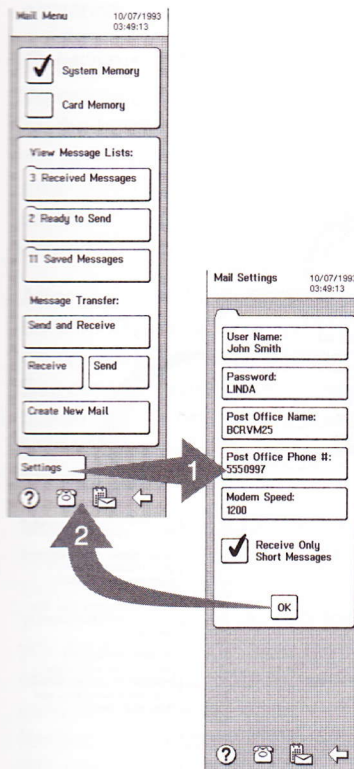 Mail Menu
10/07/1993
03:49:13
System Memory
Card Memory
View Message Lists:
3 Received Messages
2 Ready to Send
11 Saved Messages
Message Transfer:
Send and Receive
Receive
Send
Create New Mail
Settings
?
1
2
Mail Settings
10/07/1993
03:49:13
User Name:
John Smith
Password:
LINDA
Post Office Name:
BCRVM25
Post Office Phone #:
5550997
Modem Speed:
1200
Receive Only
Short Messages
OK
?